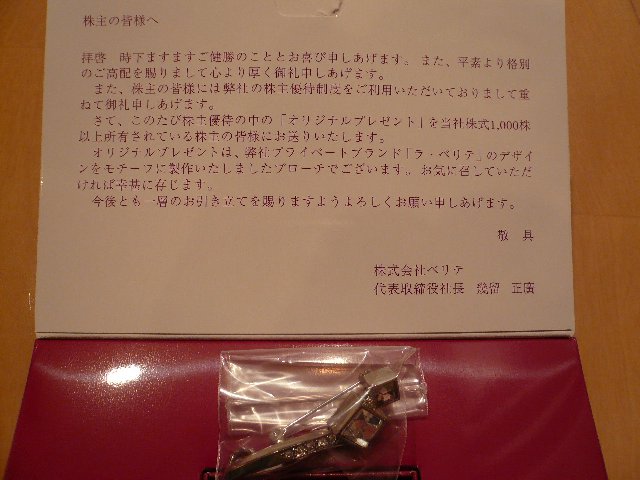 株主の皆様へ
拝啓　時下ますますご健勝のこととお喜び申しあげます。また、平素より格別
のご高配を賜りまして心より厚く御礼申しあげます。
また、株主の皆様には弊社の株主優待制度をご利用いただいておりまして重
ねて御礼申しあげます。
さて、このたび株主優待の中の「オリジナルプレゼント」を当社株式1,000株
以上所有されている株主の皆様にお送りいたします。
オリジナルプレゼントは、弊社プライベートブランド「ラ・ベリテ」のデザイ
ンをモチーフに製作いたしましたブローチでございます。お気に召していただ
ければ幸甚に存じます。
今後とも一層のお引き立てを賜りますようよろしくお願い申しあげます。
敬　具
株式会社ベリテ
代表取締役社長　幾留　正廣